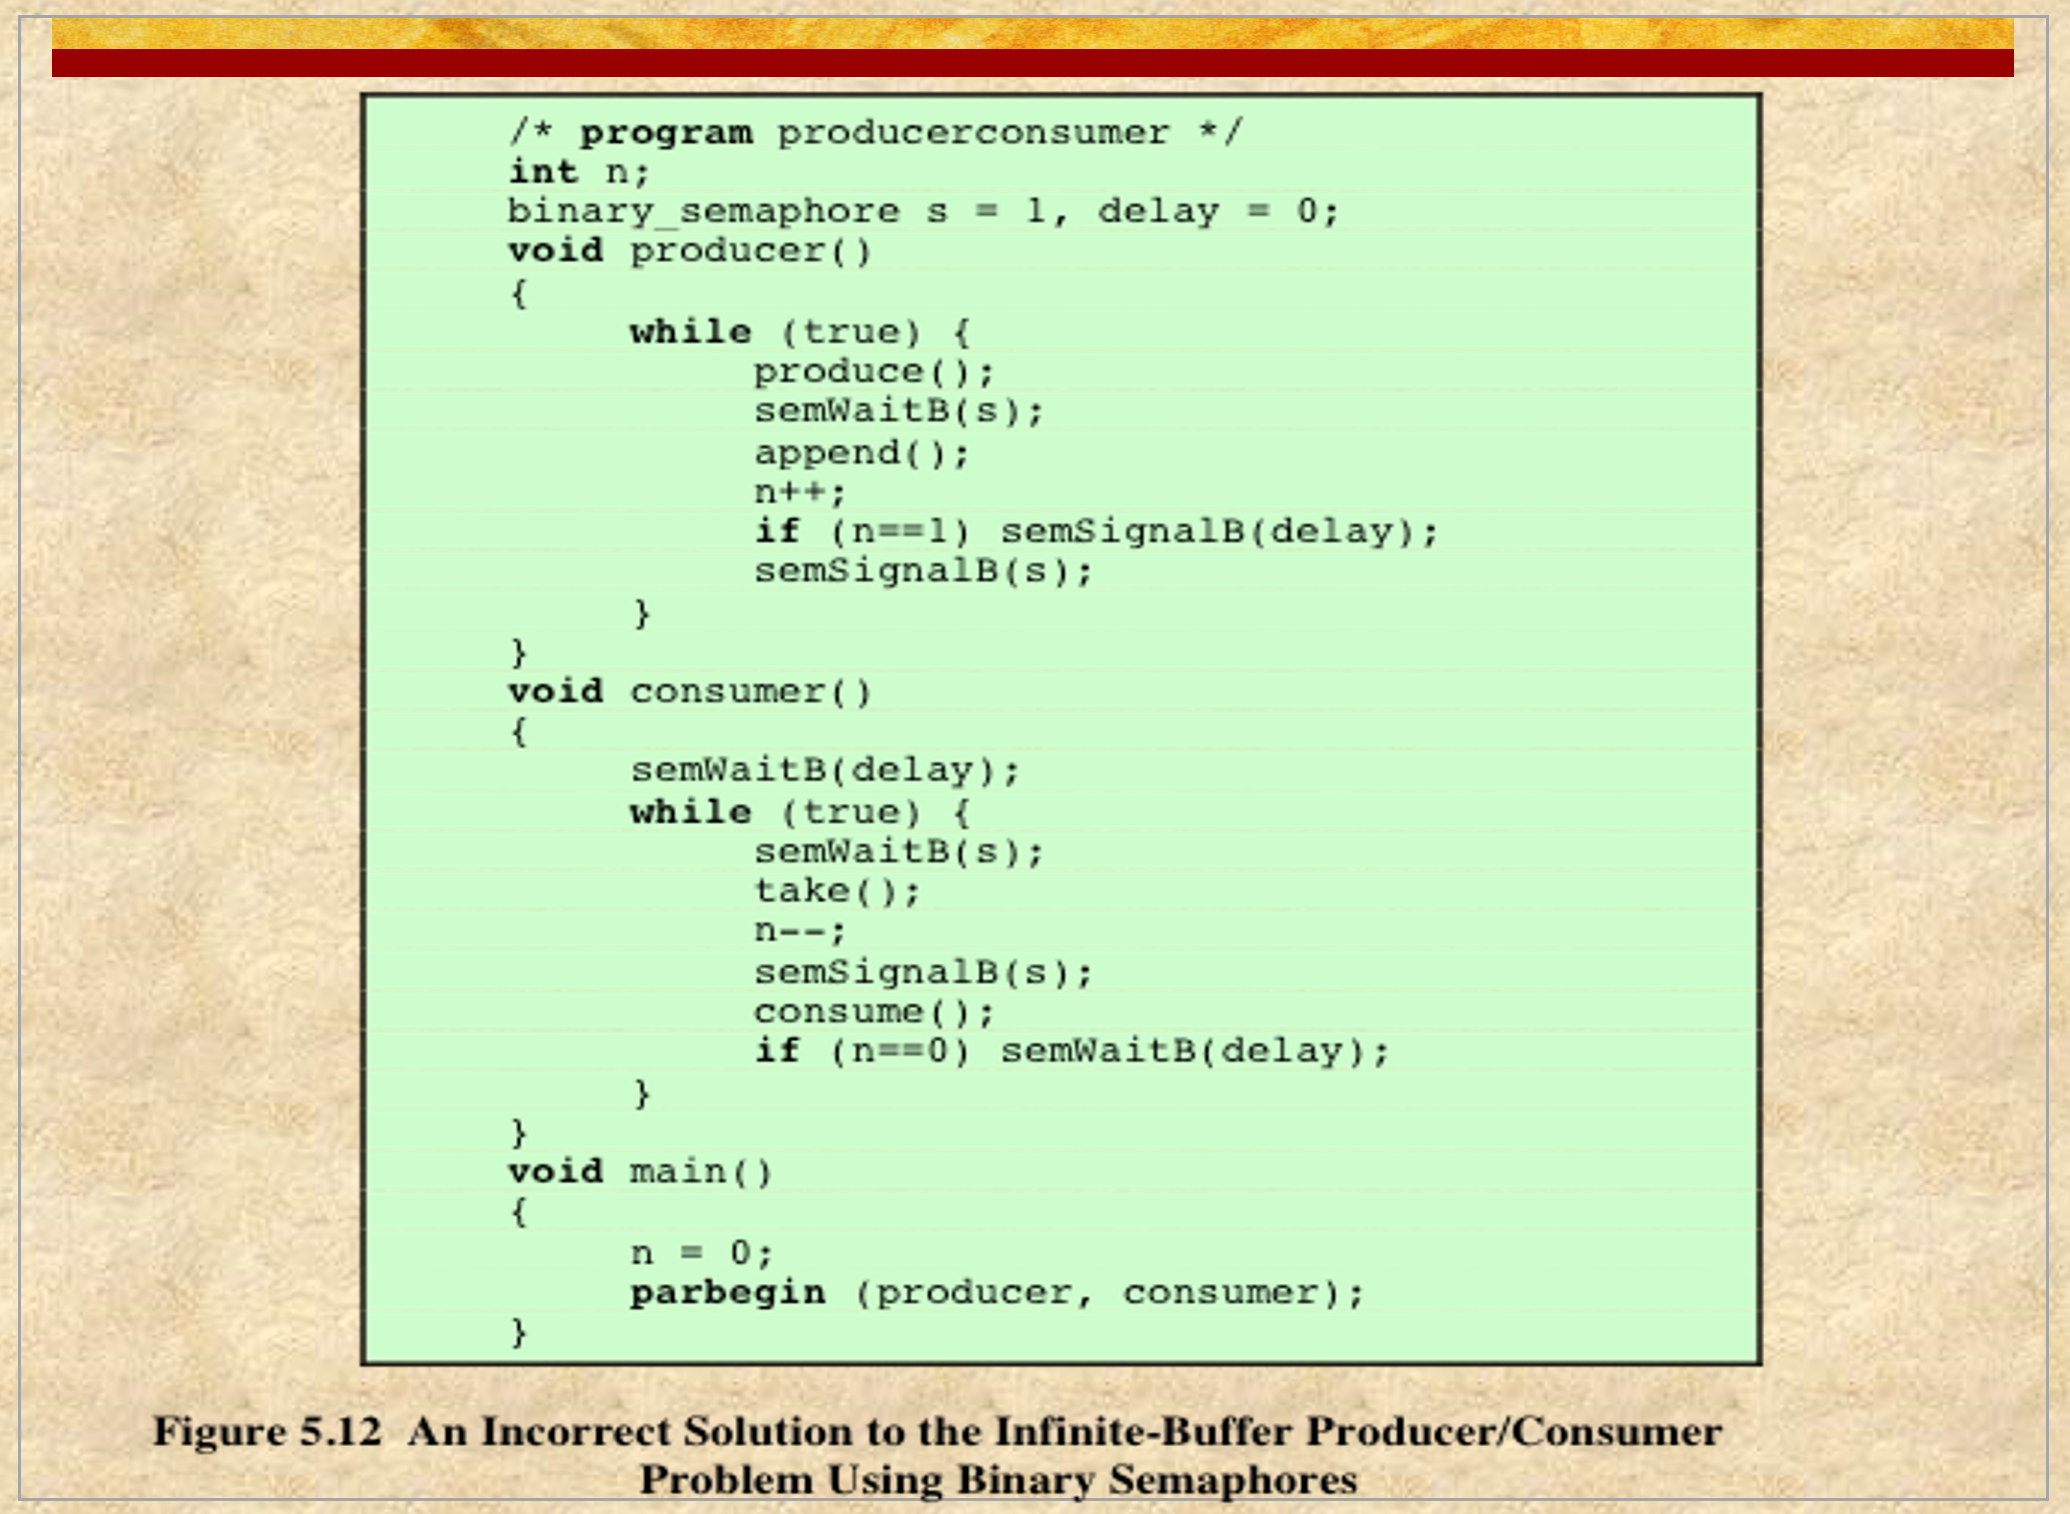 /* program producerconsumer */
int n;
binary_semaphore s = 1, delay = 0;
void producer()
{
     while (true) {
          produce();
          semWaitB(s);
          append();
          n++;
          if (n==1) semSignalB(delay);
          semSignalB(s);
     }
}
void consumer()
{
     semWaitB(delay);
     while (true) {
          semWaitB(s);
          take();
          n--;
          semSignalB(s);
          consume();
          if (n==0) semWaitB(delay);
     }
}
void main()
{
     n = 0;
     parbegin (producer, consumer);
}
Figure 5.12 An Incorrect Solution to the Infinite-Buffer Producer/Consumer
Problem Using Binary Semaphores